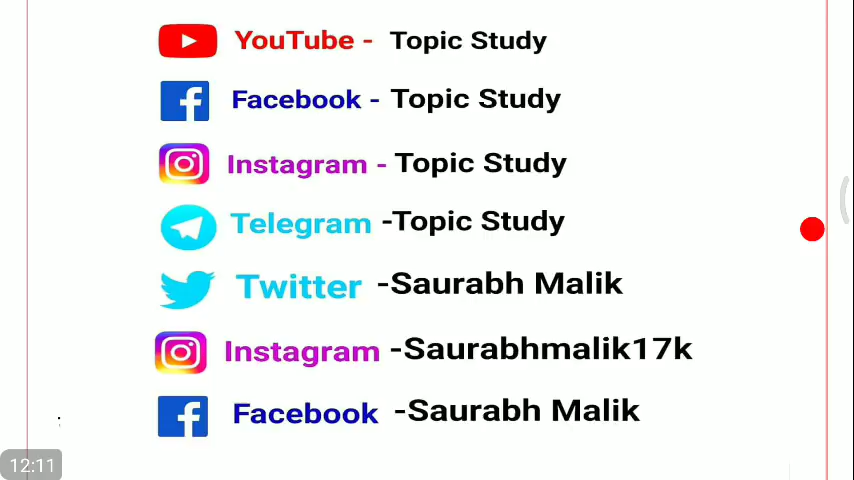 YouTube - Topic Study
Facebook - Topic Study
Instagram - Topic Study
Telegram -Topic Study
Twitter -Saurabh Malik
Instagram -Saurabhmalik17k
Facebook -Saurabh Malik
12:11